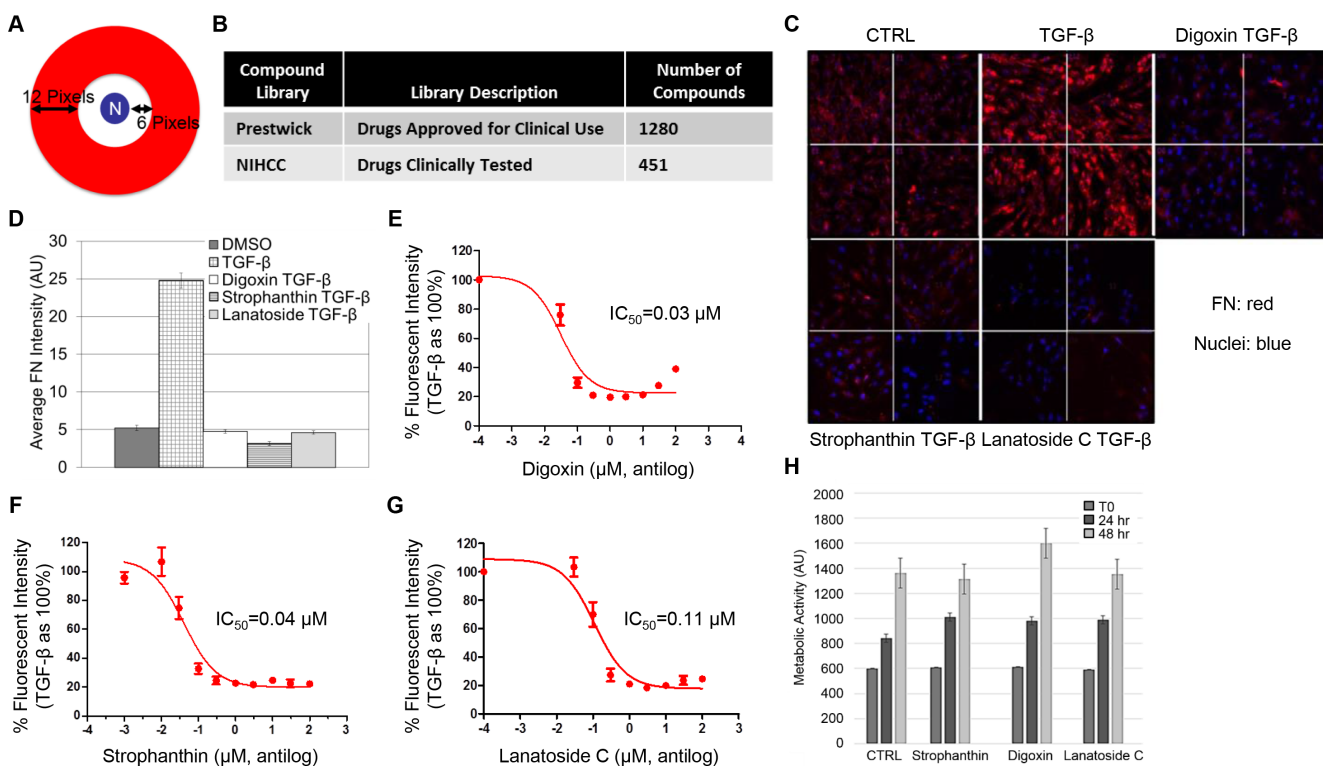 A
12 Pixels
N
6 Pixels
B
Compound Library
Library Description
Number of Compounds
Prestwick
Drugs Approved for Clinical Use
1280
NIHCC
Drugs Clinically Tested
451
C
CTRL
TGF-β
Digoxin TGF-β
FN: red
Nuclei: blue
Strophanthin TGF-β
Lanatoside C TGF-β
D
Average FN Intensity (AU)
30
25
20
15
10
5
0
DMSO
TGF-β
Digoxin TGF-β
Strophanthin TGF-β
Lanatoside TGF-β
E
% Fluorescent Intensity
(TGF-β as 100%)
120
100
80
60
40
20
0
IC50=0.03 µM
-4 -3 -2 -1 0 1 2 3 4
Digoxin (µM, antilog)
F
% Fluorescent Intensity
(TGF-β as 100%)
120
100
80
60
40
20
0
IC50=0.04 µM
-4 -3 -2 -1 0 1 2 3
Strophanthin (µM, antilog)
G
% Fluorescent Intensity
(TGF-β as 100%)
120
100
80
60
40
20
0
IC50=0.11 µM
-4 -3 -2 -1 0 1 2 3
Lanatoside C (µM, antilog)
H
Metabolic Activity (AU)
2000
1800
1600
1400
1200
1000
800
600
400
200
0
T0
24 hr
48 hr
CTRL Strophanthin Digoxin Lanatoside C